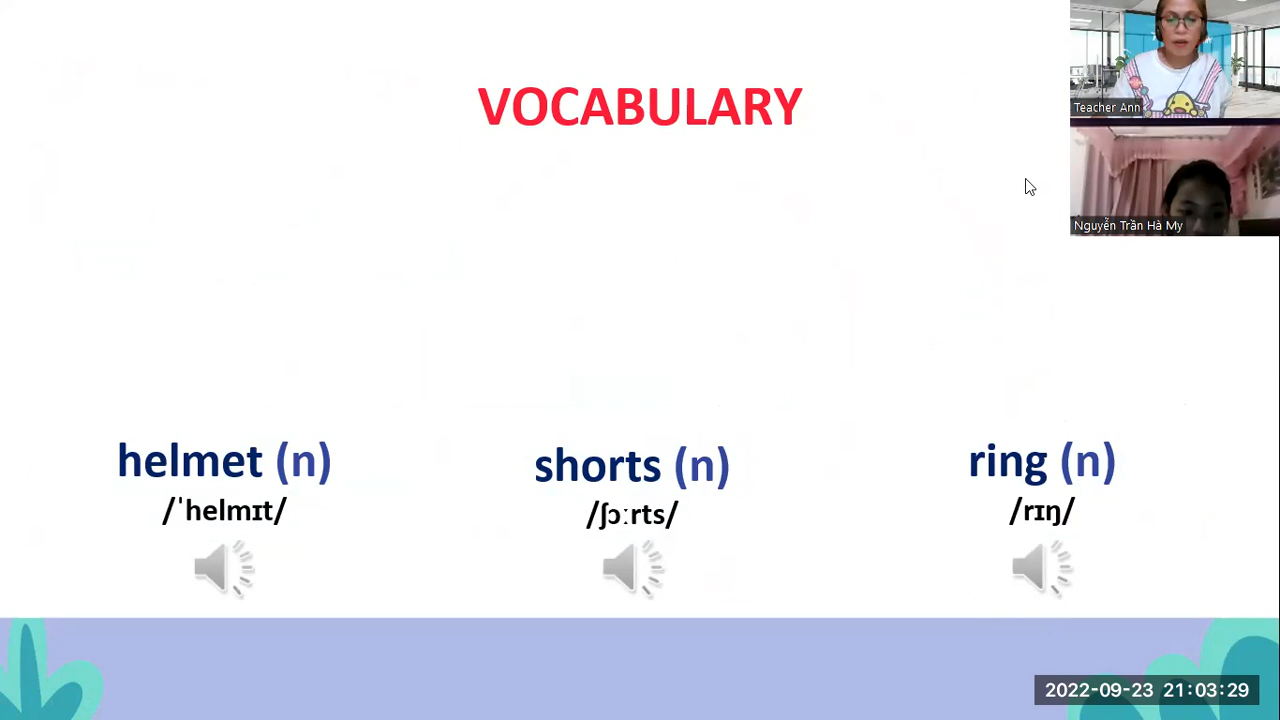 VOCABULARY
Teacher Ann
Nguyễn Trần Hà My
helmet (n)
/ˈhelmɪt/
shorts (n)
/ʃɔːrts/
ring (n)
/rɪŋ/
2022-09-23 21:03:29